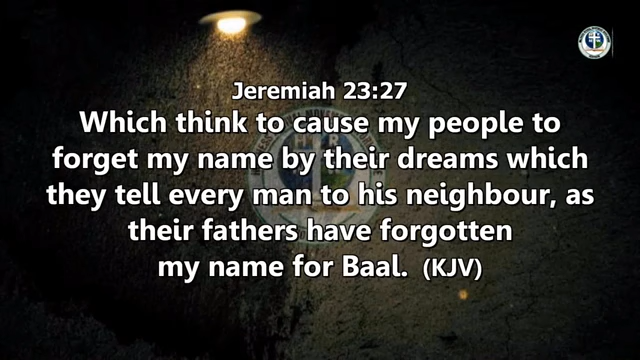 Jeremiah 23:27
Which think to cause my people to
forget my name by their dreams which
they tell every man to his neighbour, as
their fathers have forgotten
my name for Baal. (KJV)